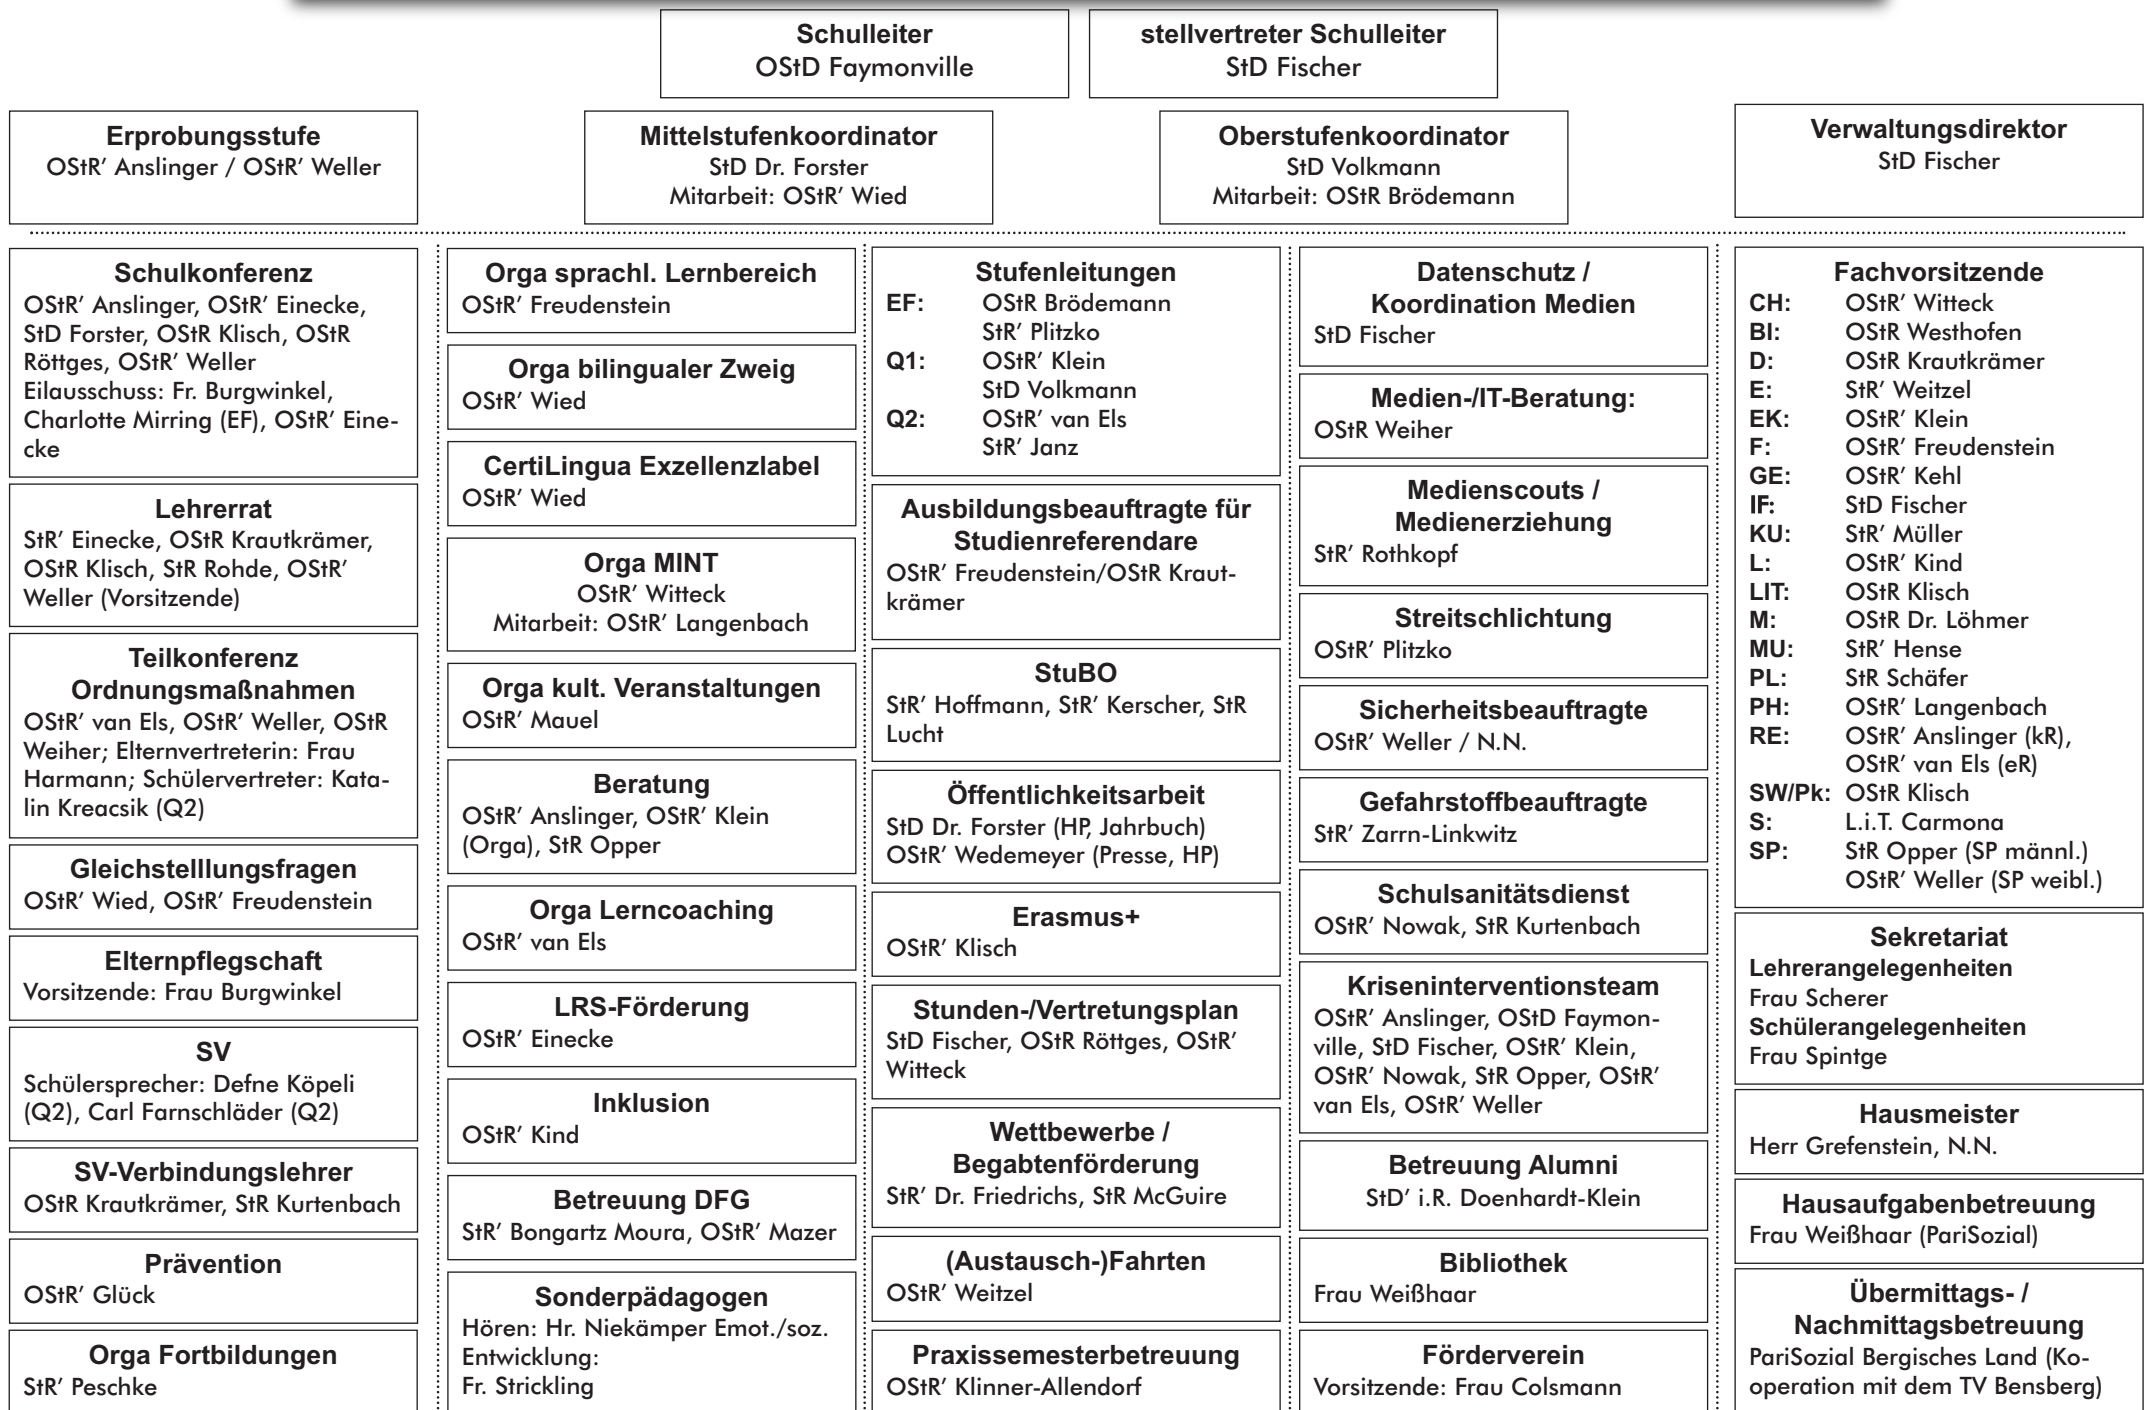 Schulleiter
OStD Faymonville
stellvertreter Schulleiter
StD Fischer
Erprobungsstufe
OStR’ Anslinger / OStR’ Weller
Mittelstufenkoordinator
StD Dr. Forster
Mitarbeit: OStR’ Wied
Oberstufenkoordinator
StD Volkmann
Mitarbeit: OStR Brödemann
Verwaltungsdirektor
StD Fischer
Schulkonferenz
OStR’ Anslinger, OStR’ Einecke,
StD Forster, OStR Klisch, OStR
Röttges, OStR’ Weller
Eilausschuss: Fr. Burgwinkel,
Charlotte Mirring (EF), OStR’ Eine-
cke
Lehrerrat
StR’ Einecke, OStR Krautkrämer,
OStR Klisch, StR Rohde, OStR’
Weller (Vorsitzende)
Teilkonferenz
Ordnungsmaßnahmen
OStR’ van Els, OStR’ Weller, OStR
Weiher; Elternvertreterin: Frau
Harmann; Schülervertreter: Kata-
lin Kreacsik (Q2)
Gleichstelllungsfragen
OStR’ Wied, OStR’ Freudenstein
Elternpflegschaft
Vorsitzende: Frau Burgwinkel
SV
Schülersprecher: Defne Köpeli
(Q2), Carl Farnschläder (Q2)
SV-Verbindungslehrer
OStR Krautkrämer, StR Kurtenbach
Prävention
OStR’ Glück
Orga Fortbildungen
StR’ Peschke
Orga sprachl. Lernbereich
OStR’ Freudenstein
Orga bilingualer Zweig
OStR’ Wied
CertiLingua Exzellenzlabel
OStR’ Wied
Orga MINT
OStR’ Witteck
Mitarbeit: OStR’ Langenbach
Orga kult. Veranstaltungen
OStR’ Mauel
Beratung
OStR’ Anslinger, OStR’ Klein
(Orga), StR Opper
Orga Lerncoaching
OStR’ van Els
LRS-Förderung
OStR’ Einecke
Inklusion
OStR’ Kind
Betreuung DFG
StR’ Bongartz Moura, OStR’ Mazer
Sonderpädagogen
Hören: Hr. Niekämper Emot./soz.
Entwicklung:
Fr. Strickling
Stufenleitungen
EF: OStR Brödemann
StR’ Plitzko
Q1: OStR’ Klein
StD Volkmann
Q2: OStR’ van Els
StR’ Janz
Ausbildungsbeauftragte für
Studienreferendare
OStR’ Freudenstein/OStR Kraut-
krämer
StuBO
StR’ Hoffmann, StR’ Kerscher, StR
Lucht
Öffentlichkeitsarbeit
StD Dr. Forster (HP, Jahrbuch)
OStR’ Wedemeyer (Presse, HP)
Erasmus+
OStR’ Klisch
Stunden-/Vertretungsplan
StD Fischer, OStR Röttges, OStR’
Witteck
Wettbewerbe /
Begabtenförderung
StR’ Dr. Friedrichs, StR McGuire
(Austausch-)Fahrten
OStR’ Weitzel
Praxissemesterbetreuung
OStR’ Klinner-Allendorf
Datenschutz /
Koordination Medien
StD Fischer
Medien-/IT-Beratung:
OStR Weiher
Medienscouts /
Medienerziehung
StR’ Rothkopf
Streitschlichtung
OStR’ Plitzko
Sicherheitsbeauftragte
OStR’ Weller / N.N.
Gefahrstoffbeauftragte
StR’ Zarrn-Linkwitz
Schulsanitätsdienst
OStR’ Nowak, StR Kurtenbach
Kriseninterventionsteam
OStR’ Anslinger, OStD Faymon-
ville, StD Fischer, OStR’ Klein,
OStR’ Nowak, StR Opper, OStR’
van Els, OStR’ Weller
Betreuung Alumni
StD’ i.R. Doenhardt-Klein
Bibliothek
Frau Weißhaar
Förderverein
Vorsitzende: Frau Colsmann
Fachvorsitzende
CH: OStR’ Witteck
BI: OStR Westhofen
D: OStR Krautkrämer
E: StR’ Weitzel
EK: OStR’ Klein
F: OStR’ Freudenstein
GE: OStR’ Kehl
IF: StD Fischer
KU: StR’ Müller
L: OStR’ Kind
LIT: OStR Klisch
M: OStR Dr. Löhmer
MU: StR’ Hense
PL: StR Schäfer
PH: OStR’ Langenbach
RE: OStR’ Anslinger (kR),
OStR’ van Els (eR)
SW/Pk: OStR Klisch
S: L.i.T. Carmona
SP: StR Opper (SP männl.)
OStR’ Weller (SP weibl.)
Sekretariat
Lehrerangelegenheiten
Frau Scherer
Schülerangelegenheiten
Frau Spintge
Hausmeister
Herr Grefenstein, N.N.
Hausaufgabenbetreuung
Frau Weißhaar (PariSozial)
Übermittags- /
Nachmittagsbetreuung
PariSozial Bergisches Land (Ko-
operation mit dem TV Bensberg)